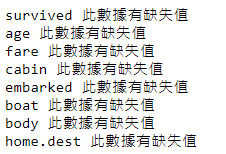 survived 此數據有缺失值
age 此數據有缺失值
fare 此數據有缺失值
cabin 此數據有缺失值
embarked 此數據有缺失值
boat 此數據有缺失值
body 此數據有缺失值
home.dest 此數據有缺失值